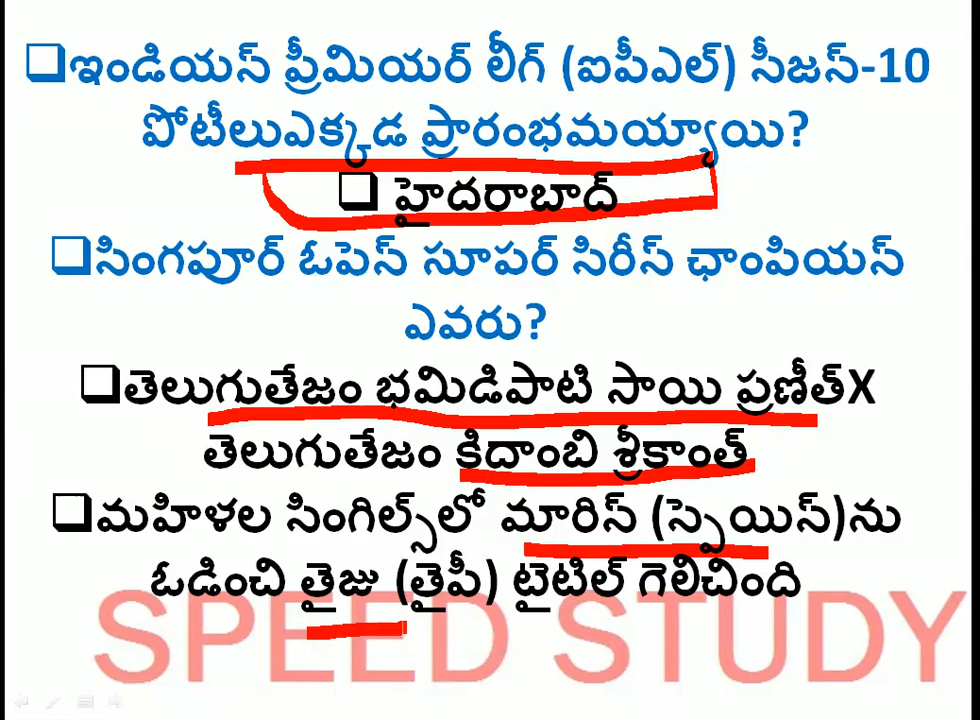 ❑ఇండియన్ ప్రీమియర్ లీగ్ (ఐపీఎల్) సీజన్-10
పోటీలుఎక్కడ ప్రారంభమయ్యాయి?
❑ హైదరాబాద్
❑సింగపూర్ ఓపెన్ సూపర్ సిరీస్ ఛాంపియన్
ఎవరు?
❑తెలుగుతేజం భమిడిపాటి సాయి ప్రణీత్X
తెలుగుతేజం కిదాంబి శ్రీకాంత్
❑మహిళల సింగిల్స్‌లో మారిన్ (స్పెయిన్)ను
ఓడించి తైజు (తైపీ) టైటిల్ గెలిచింది
SPEED STUDY